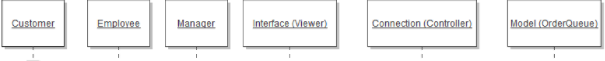 Customer
Employee
Manager
Interface (Viewer)
Connection (Controller)
Model (OrderQueue)